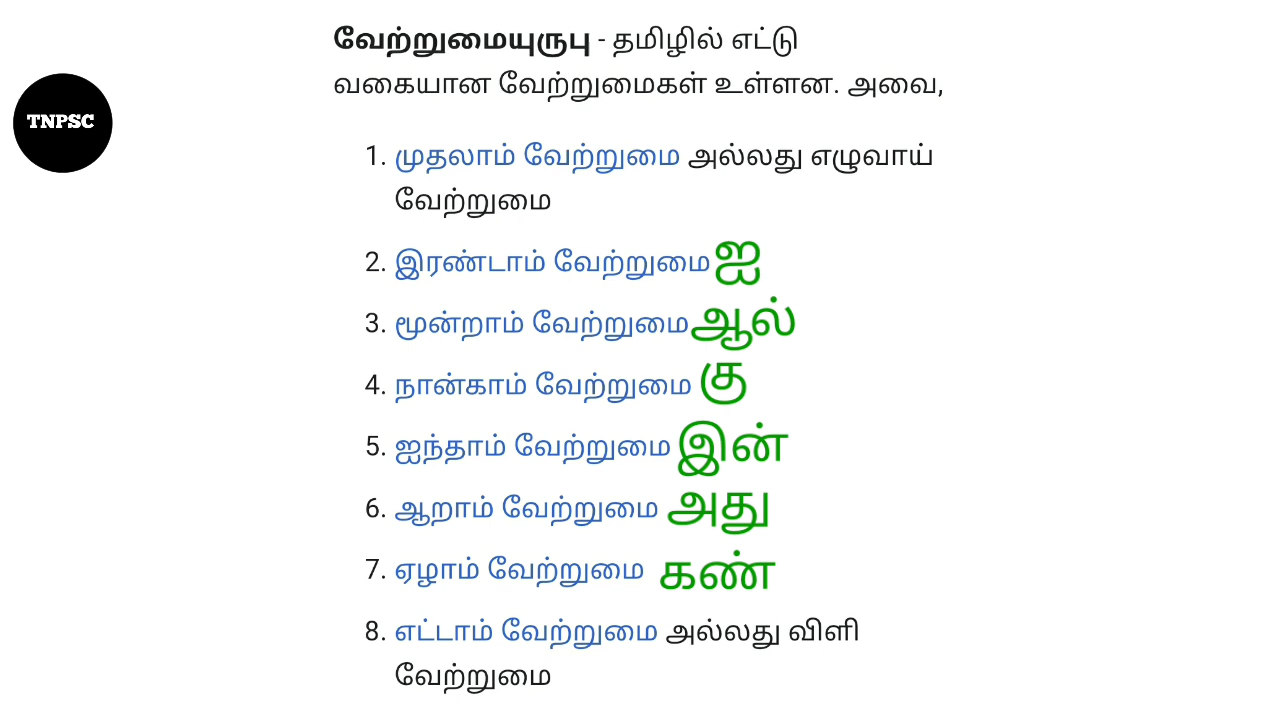 வேற்றுமையுருபு - தமிழில் எட்டு
வகையான வேற்றுமைகள் உள்ளன. அவை,
TNPSC
1. முதலாம் வேற்றுமை அல்லது எழுவாய்
வேற்றுமை
2. இரண்டாம் வேற்றுமை ஐ
3. மூன்றாம் வேற்றுமை ஆல்
4. நான்காம் வேற்றுமை கு
5. ஐந்தாம் வேற்றுமை இன்
6. ஆறாம் வேற்றுமை அது
7. ஏழாம் வேற்றுமை கண்
8. எட்டாம் வேற்றுமை அல்லது விளி
வேற்றுமை